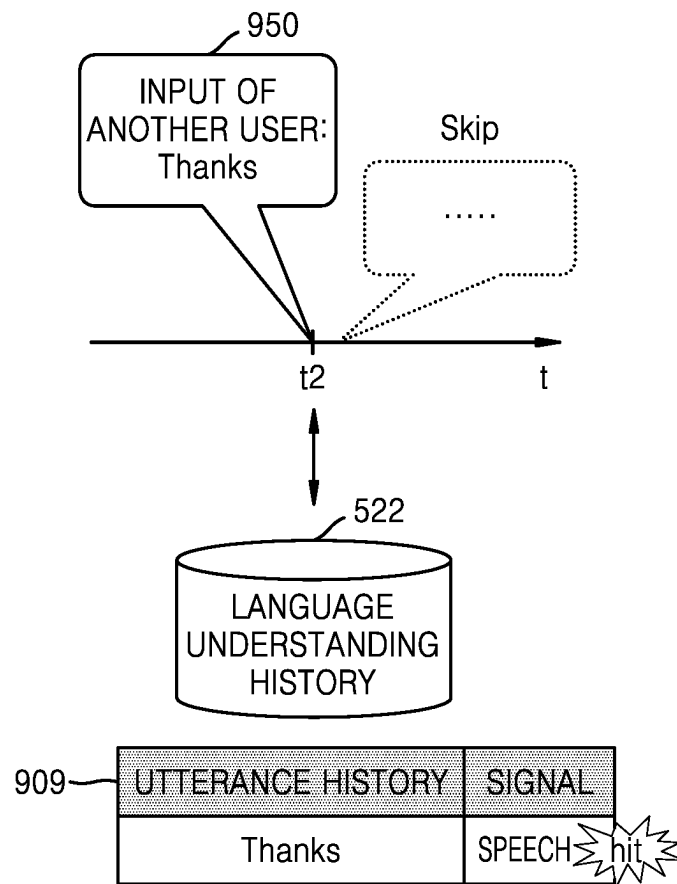 950
INPUT OF
ANOTHER USER:
Thanks
Skip
.....
t2
t
522
LANGUAGE
UNDERSTANDING
HISTORY
909
UTTERANCE HISTORY SIGNAL
Thanks SPEECH hit